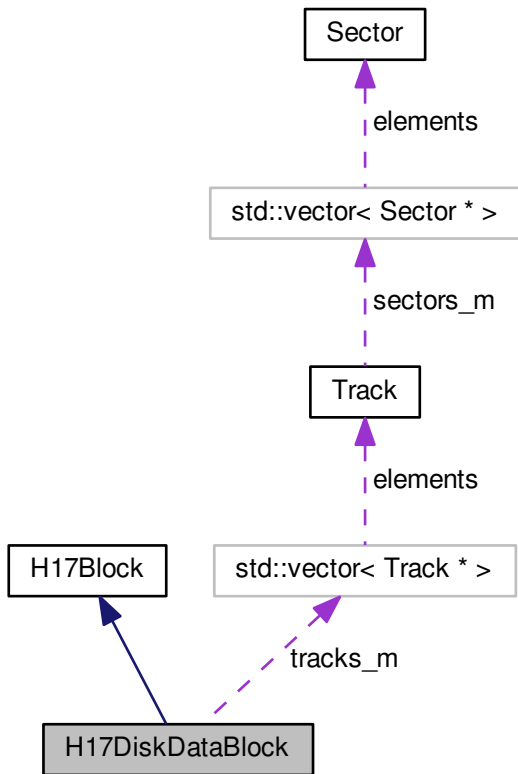 Sector
elements
std::vector< Sector * >
sectors_m
Track
elements
H17Block
std::vector< Track * >
tracks_m
H17DiskDataBlock